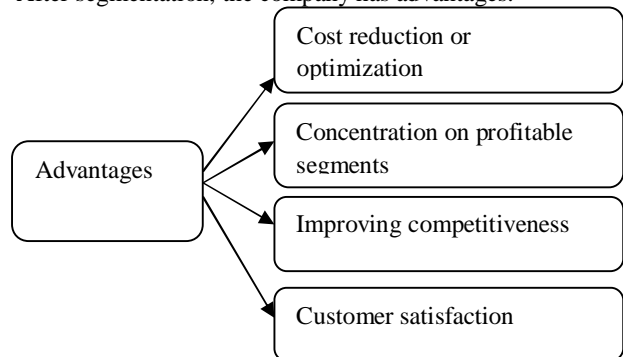 After segmentation, the company has advantages:
Cost reduction or
optimization
Concentration on profitable
segments
Advantages
Improving competitiveness
Customer satisfaction